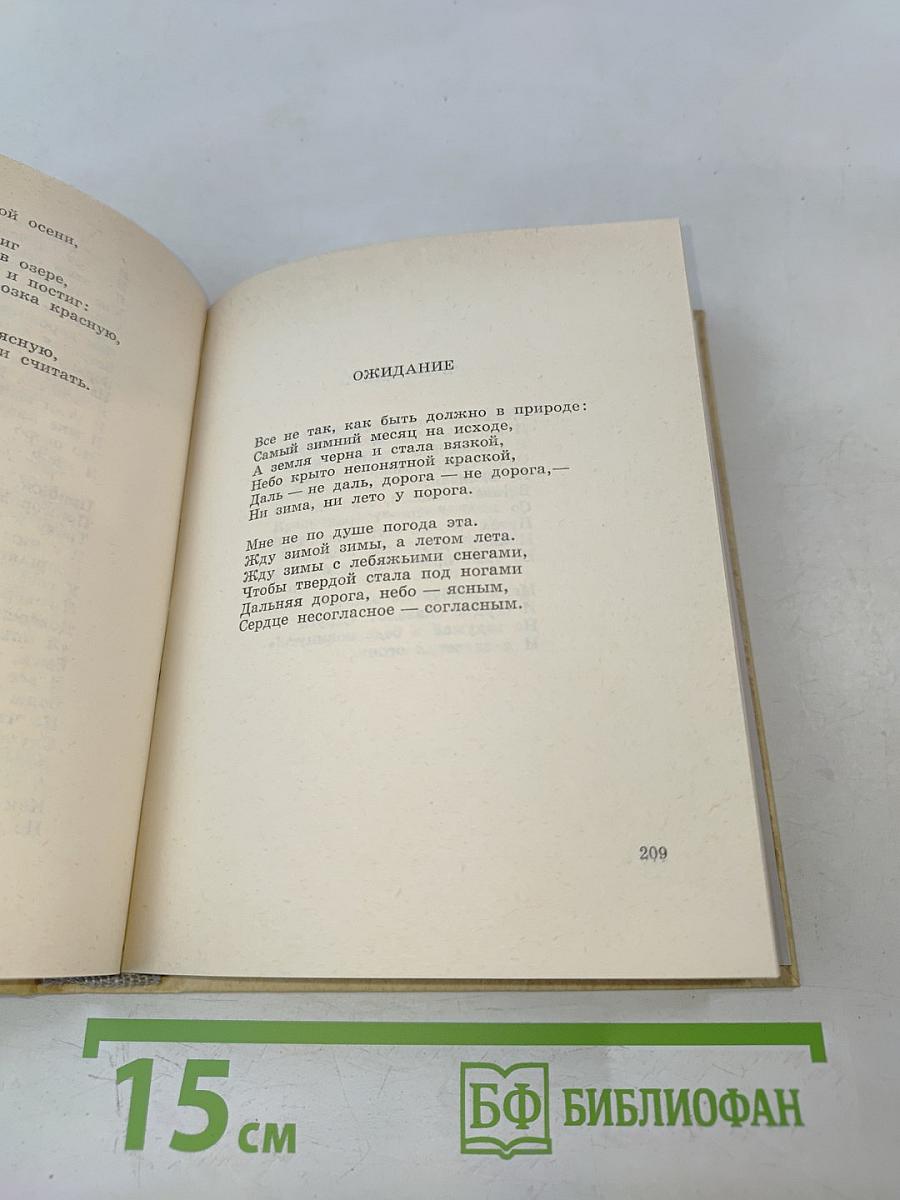 ой осени,
иг
в озере,
и постиг:
озка красную,
ясную,
и считать.
ОЖИДАНИЕ
Все не так, как быть должно в природе:
Самый зимний месяц на исходе,
А земля черна и стала вязкой,
Небо крыто непонятной краской,
Даль — не даль, дорога — не дорога,—
Ни зима, ни лето у порога.
Мне не по душе погода эта.
Жду зимой зимы, а летом лета.
Жду зимы с лебяжьими снегами,
Чтобы твердой стала под ногами
Дальняя дорога, небо — ясным,
Сердце несогласное — согласным.
209
15 см
БФ БИБЛИОФАН